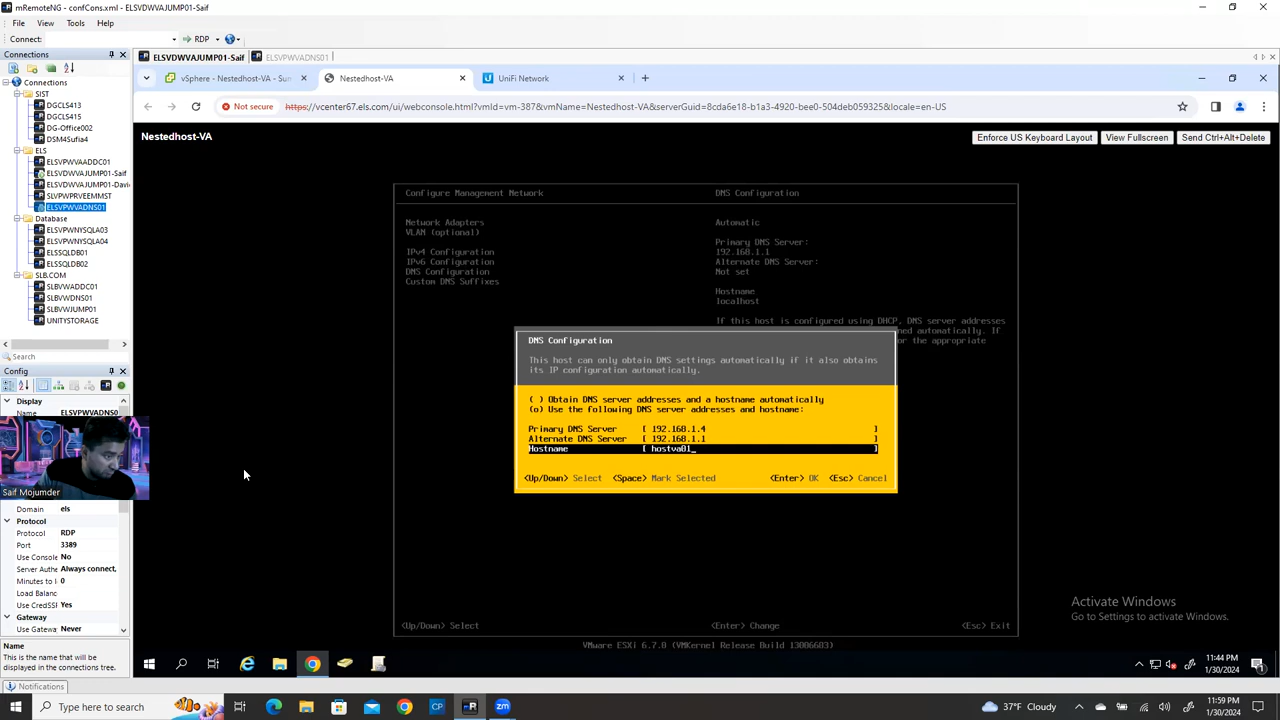 mRemoteNG - confCons.xml - ELSVDWVAJUMP01-Saif
File View Tools Help
Connect: RDP
Connections
Connections
SIST
DGCLS413
DGCLS415
DG-Office002
DSM4Sufia4
ELS
ELSVPWVAADDC01
ELSVDWVAJUMP01-Saif
ELSVDWVAJUMP01-Davi
SLVPWPRVEEMMST
ELSVPWVADNS01
Database
ELSVPWNYSQLA03
ELSVPWNYSQLA04
ELSSQLDB01
ELSSQLDB02
SLB.COM
SLBVWADDC01
SLBVWDNS01
SLBVWJUMP01
UNITYSTORAGE
Search
Config
Display
Name ELSVPWVADNS0
Saif Mojumder
Domain els
Protocol
Protocol RDP
Port 3389
Use Console No
Server Authe Always connect,
Minutes to I 0
Load Balanc
Use CredSSP Yes
Gateway
Use Gateway Never
Name
This is the name that will be
displayed in the connections tree.
Notifications
ELSVDWVAJUMP01-Saif ELSVPWVADNS01
vSphere - Nestedhost-VA - Sum Nestedhost-VA UniFi Network
Not secure https://vcenter67.els.com/ui/webconsole.html?vmId=vm-387&vmName=Nestedhost-VA&serverGuid=8cda6e18-b1a3-4920-bee0-504deb059325&locale=en-US
Nestedhost-VA Enforce US Keyboard Layout View Fullscreen Send Ctrl+Alt+Delete
Configure Management Network DNS Configuration
Network Adapters Automatic
VLAN (optional)
Primary DNS Server:
IPv4 Configuration 192.168.1.1
IPv6 Configuration Alternate DNS Server:
DNS Configuration Not set
Custom DNS Suffixes
Hostname
localhost
If this host is configured using DHCP, DNS server addresses
ned automatically. If
or the appropriate
DNS Configuration
This host can only obtain DNS settings automatically if it also obtains
its IP configuration automatically.
( ) Obtain DNS server addresses and a hostname automatically
(o) Use the following DNS server addresses and hostname:
Primary DNS Server [ 192.168.1.4 ]
Alternate DNS Server [ 192.168.1.1 ]
Hostname [ hostva01_ ]
<Up/Down> Select <Space> Mark Selected <Enter> OK <Esc> Cancel
Activate Windows
Go to Settings to activate Windows.
<Up/Down> Select <Enter> Change <Esc> Exit
VMware ESXi 6.7.0 (VMKernel Release Build 13006603)
11:44 PM
1/30/2024
Type here to search
37°F Cloudy
11:59 PM
1/30/2024